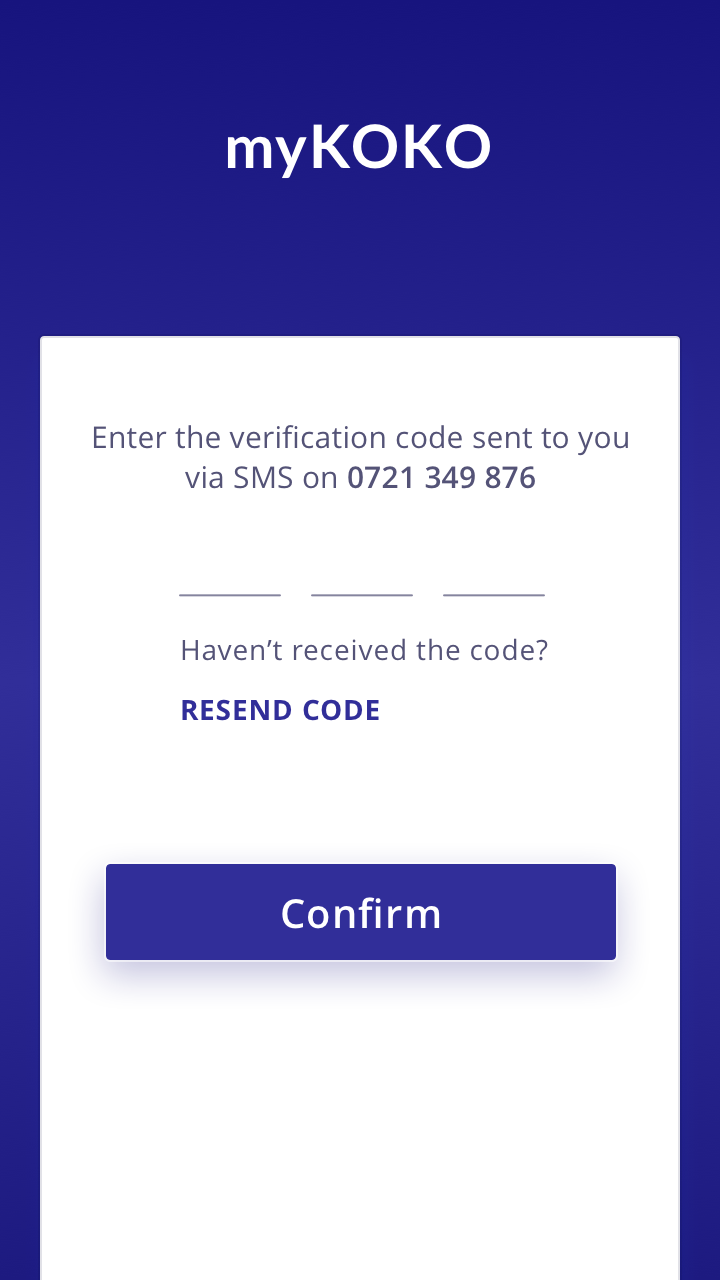 myKOKO
Enter the verification code sent to you
via SMS on 0721 349 876
Haven’t received the code?
RESEND CODE
Confirm